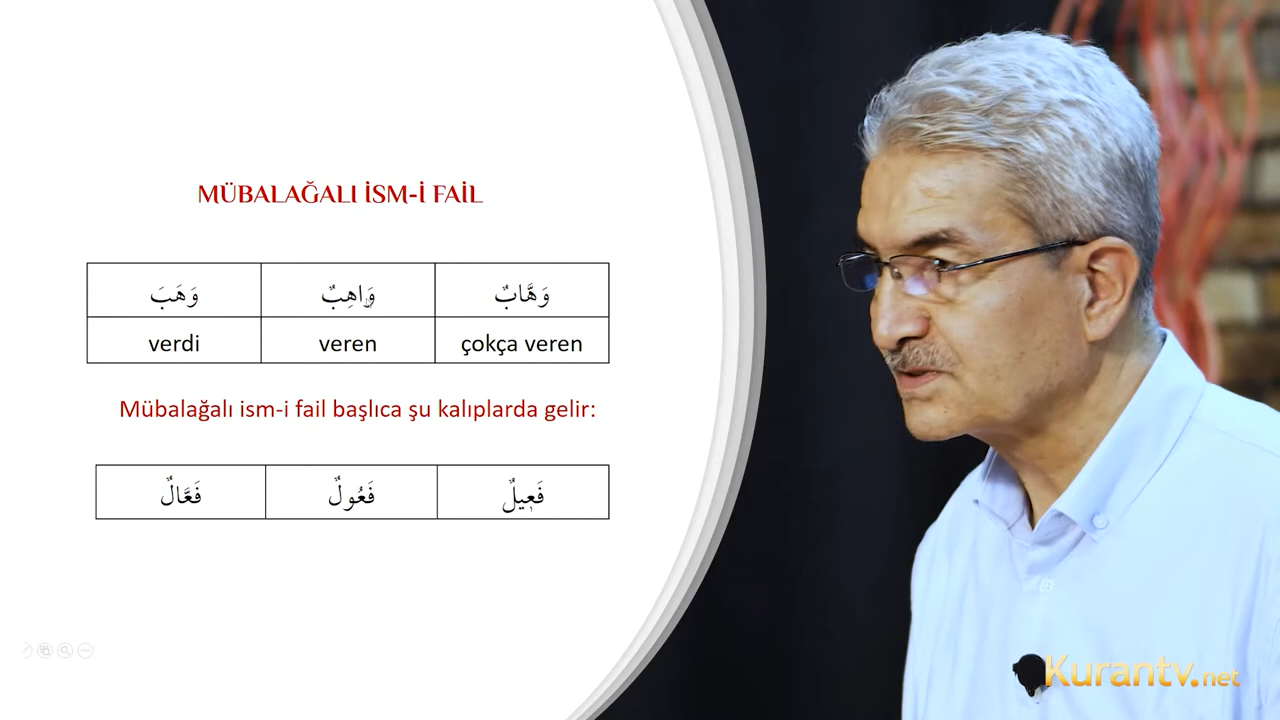 MÜBALAĞALI İSM-İ FAİL
وَهَبَ وَاهِبٌ وَهَّابٌ
verdi veren çokça veren
Mübalağalı ism-i fail başlıca şu kalıplarda gelir:
فَعَّالٌ فَعُولٌ فَعٖيلٌ
Kurantv.net